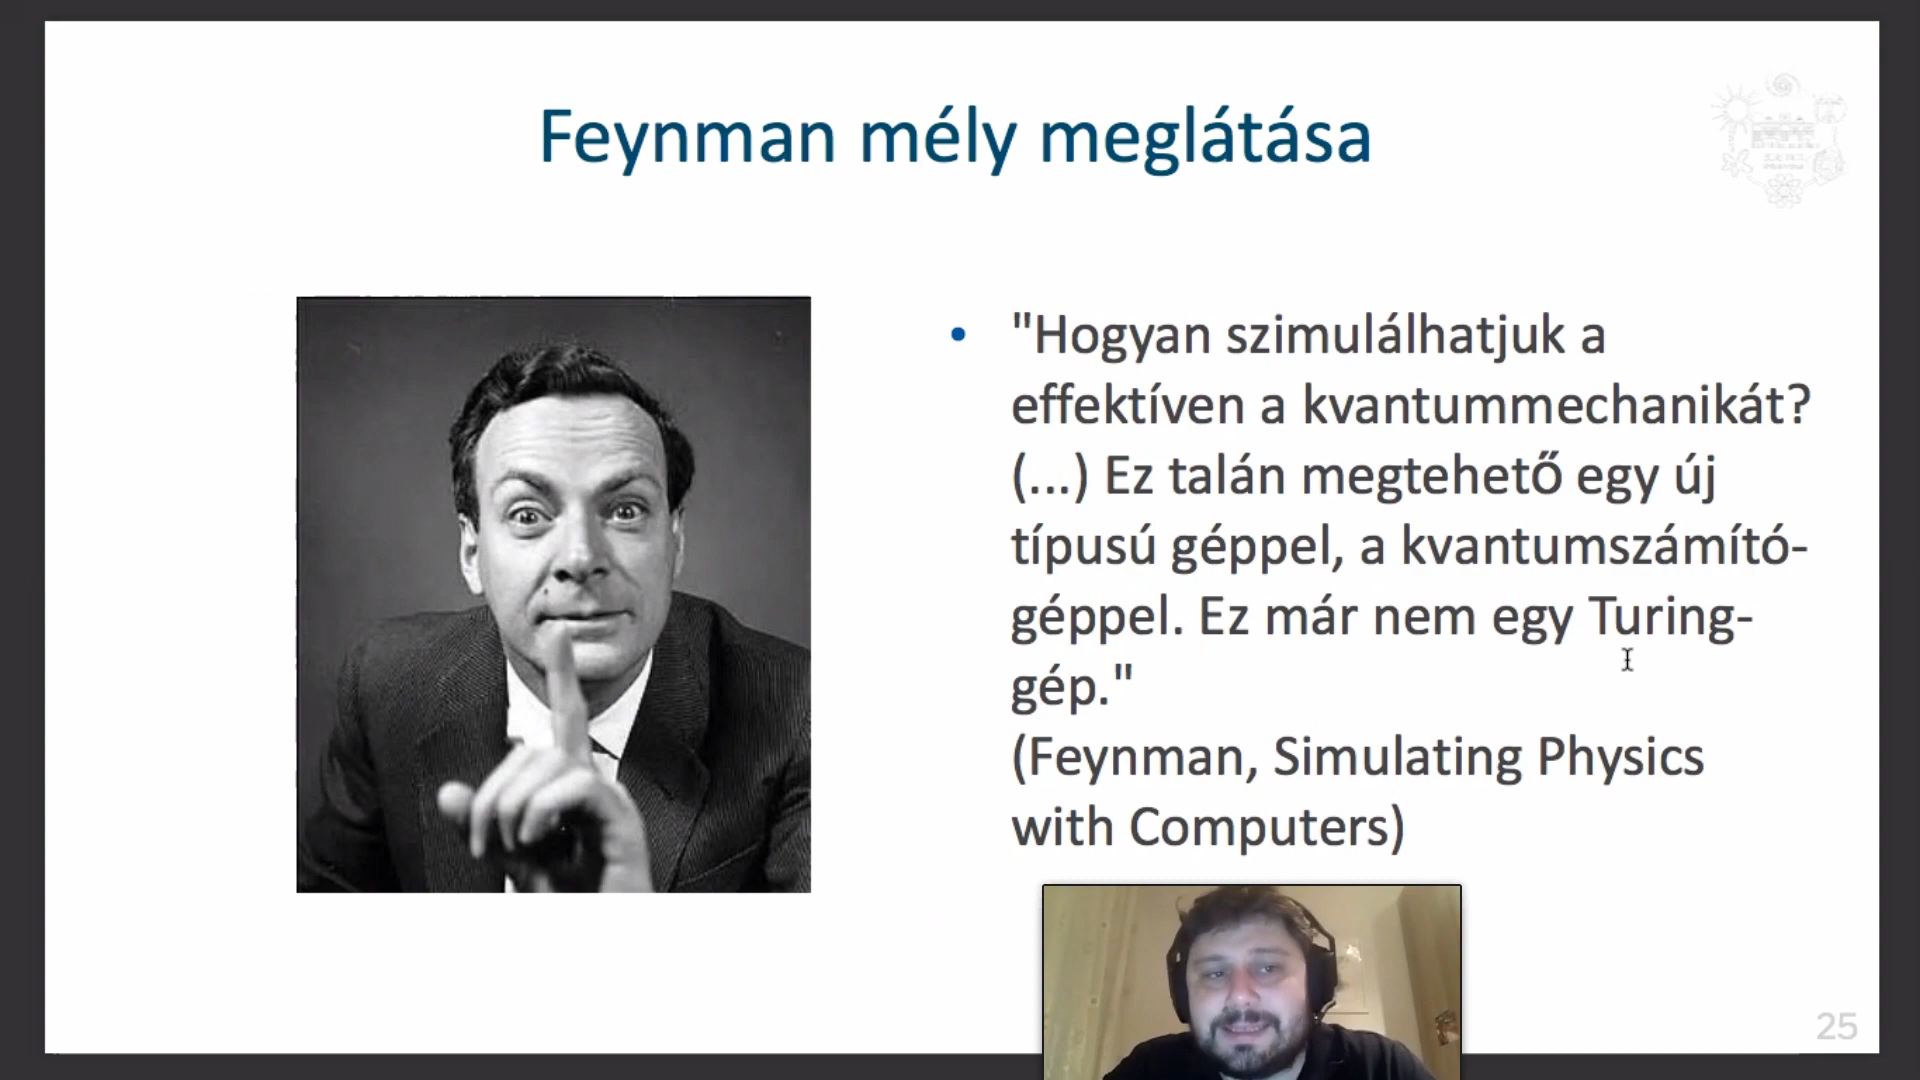 Feynman mély meglátása
• "Hogyan szimulálhatjuk a
effektíven a kvantummechanikát?
(...) Ez talán megtehető egy új
típusú géppel, a kvantumszámító-
géppel. Ez már nem egy Turing-
gép."
(Feynman, Simulating Physics
with Computers)
25